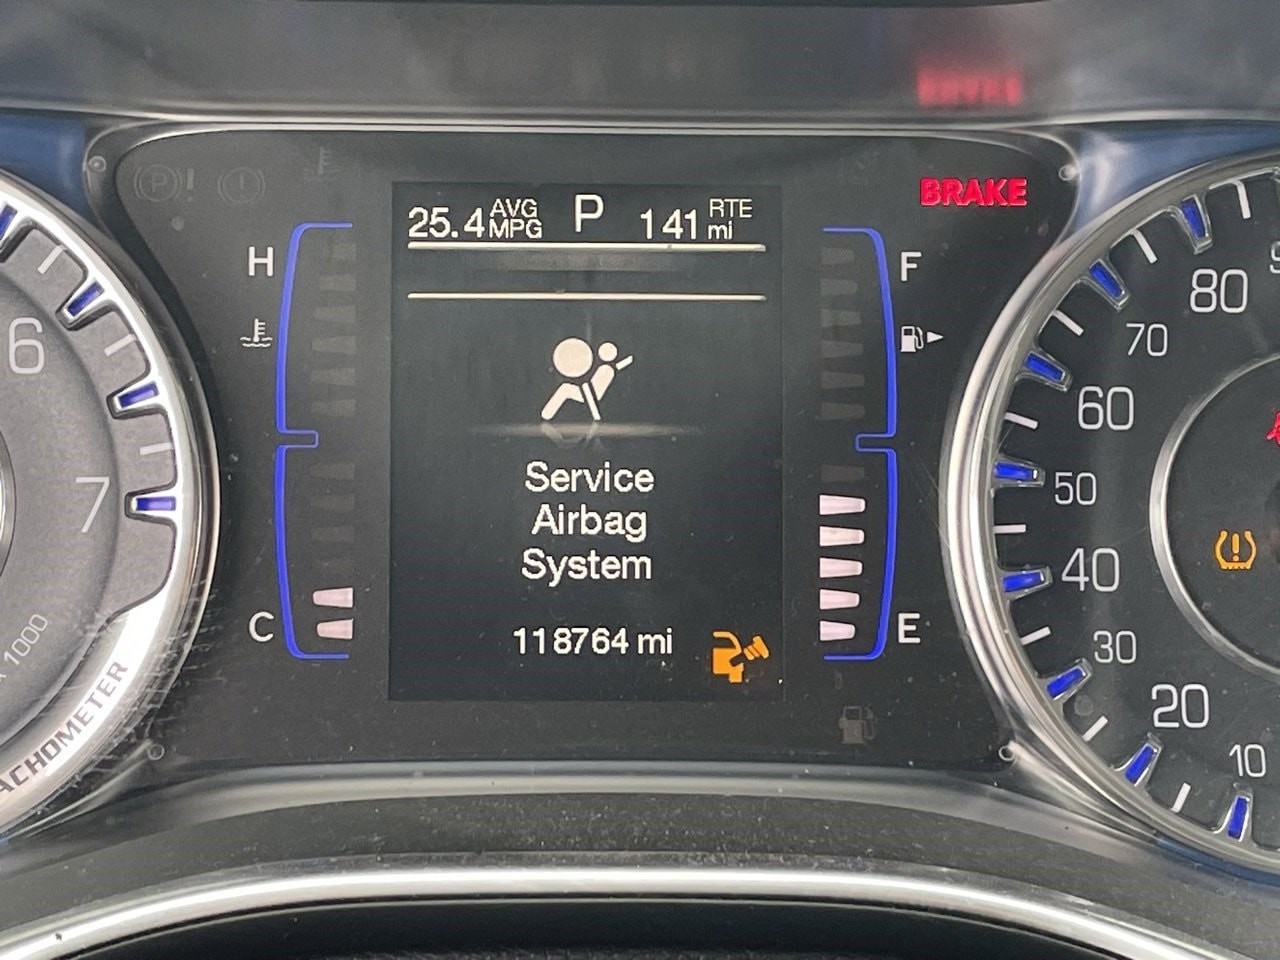 BRAKE
25.4 AVG MPG P 141 RTE mi
H
F
Service
Airbag
System
118764 mi
C
E
6
7
x 1000
TACHOMETER
80
70
60
50
40
30
20
10